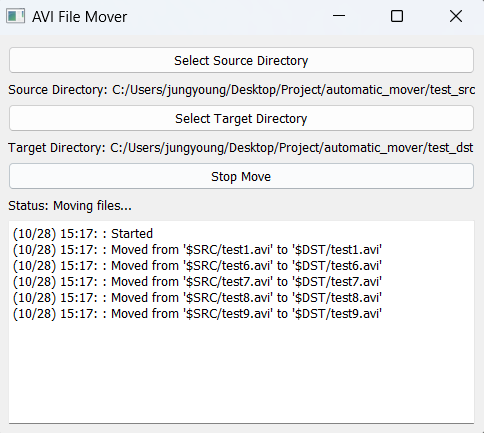 AVI File Mover
Select Source Directory
Source Directory: C:/Users/jungyoung/Desktop/Project/automatic_mover/test_src
Select Target Directory
Target Directory: C:/Users/jungyoung/Desktop/Project/automatic_mover/test_dst
Stop Move
Status: Moving files...
(10/28) 15:17: : Started
(10/28) 15:17: : Moved from '$SRC/test1.avi' to '$DST/test1.avi'
(10/28) 15:17: : Moved from '$SRC/test6.avi' to '$DST/test6.avi'
(10/28) 15:17: : Moved from '$SRC/test7.avi' to '$DST/test7.avi'
(10/28) 15:17: : Moved from '$SRC/test8.avi' to '$DST/test8.avi'
(10/28) 15:17: : Moved from '$SRC/test9.avi' to '$DST/test9.avi'